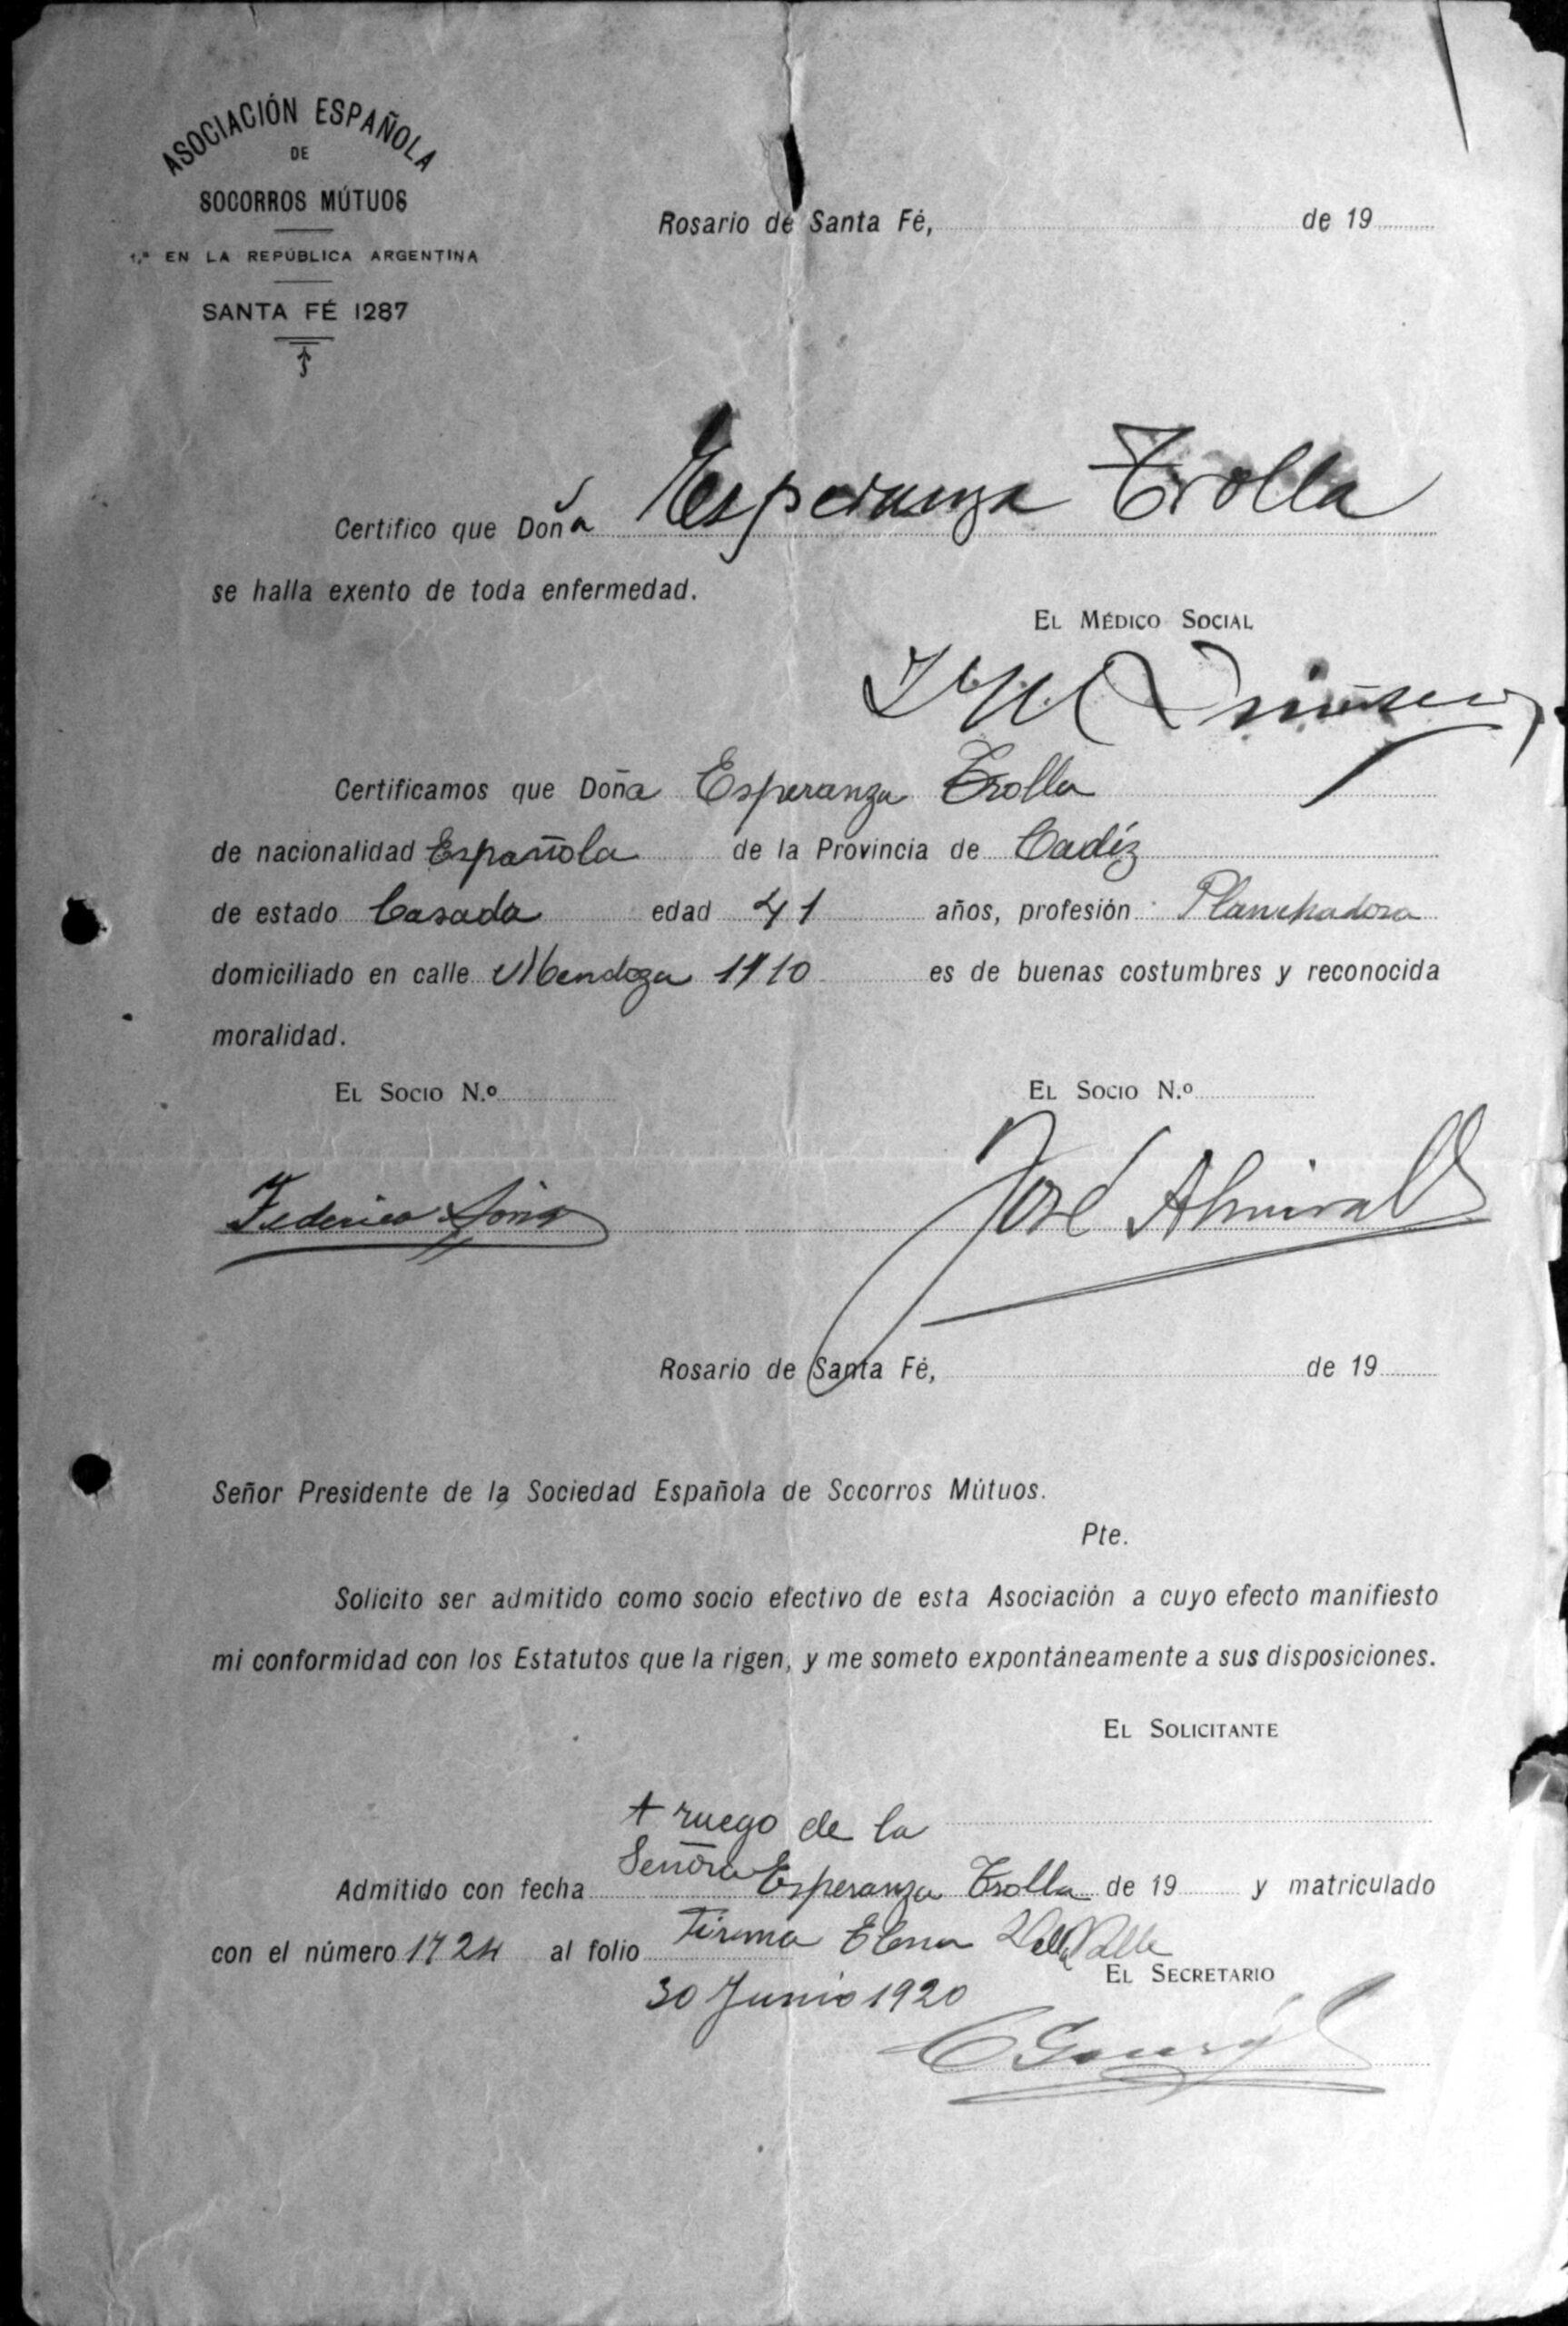 ASOCIACIÓN ESPAÑOLA
DE
SOCORROS MÚTUOS
1.ª EN LA REPÚBLICA ARGENTINA
SANTA FÉ 1287
Rosario de Santa Fé, de 19
Certifico que Doña Esperanza Trolla
se halla exento de toda enfermedad.
EL MÉDICO SOCIAL
Certificamos que Doña Esperanza Trolla
de nacionalidad Española de la Provincia de Cadíz
de estado Casada edad 41 años, profesión Planchadora
domiciliado en calle Mendoza 1110 es de buenas costumbres y reconocida
moralidad.
EL SOCIO N.º EL SOCIO N.º
Federico José Almirall
Rosario de Santa Fé, de 19
Señor Presidente de la Sociedad Española de Socorros Mútuos.
Pte.
Solicito ser admitido como socio efectivo de esta Asociación a cuyo efecto manifiesto
mi conformidad con los Estatutos que la rigen, y me someto expontáneamente a sus disposiciones.
EL SOLICITANTE
A ruego de la
Señora Esperanza Trolla
Admitido con fecha de 19 y matriculado
con el número 1724 al folio
Firma Elena
EL SECRETARIO
30 Junio 1920